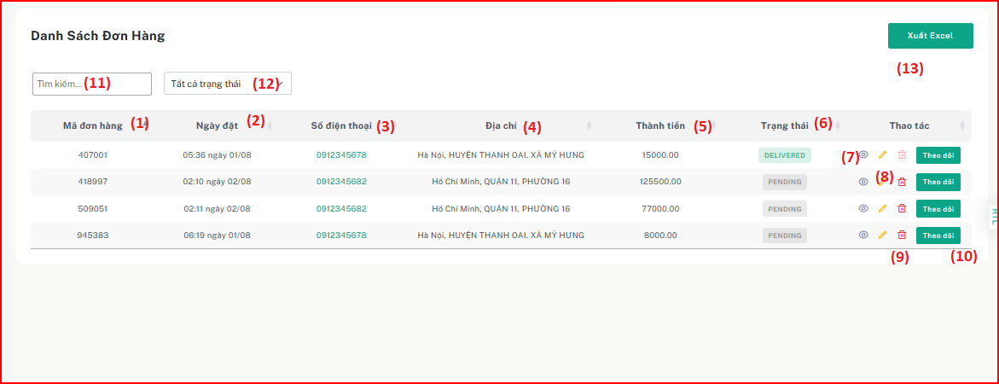 Danh Sách Đơn Hàng
Xuất Excel
(13)
Tìm kiếm... (11)
Tất cả trạng thái (12)
Mã đơn hàng (1) Ngày đặt (2) Số điện thoại (3) Địa chỉ (4) Thành tiền (5) Trạng thái (6) Thao tác
407001 05:36 ngày 01/08 0912345678 Hà Nội, HUYỆN THANH OAI, XÃ MỸ HƯNG 15000.00 DELIVERED (7) Theo dõi
418997 02:10 ngày 02/08 0912345682 Hồ Chí Minh, QUẬN 11, PHƯỜNG 16 125500.00 PENDING (8) Theo dõi
509051 02:11 ngày 02/08 0912345682 Hồ Chí Minh, QUẬN 11, PHƯỜNG 16 77000.00 PENDING Theo dõi
945383 06:19 ngày 01/08 0912345678 Hà Nội, HUYỆN THANH OAI, XÃ MỸ HƯNG 8000.00 PENDING Theo dõi
(9) (10)